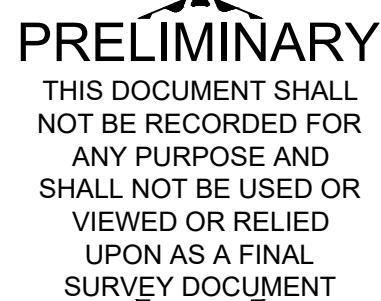 PRELIMINARY
THIS DOCUMENT SHALL
NOT BE RECORDED FOR
ANY PURPOSE AND
SHALL NOT BE USED OR
VIEWED OR RELIED
UPON AS A FINAL
SURVEY DOCUMENT